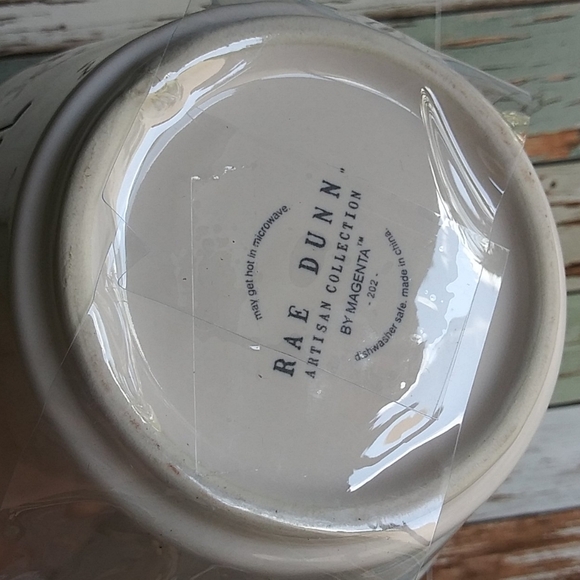 may get hot in microwave.
RAE DUNN™
ARTISAN COLLECTION
BY MAGENTA™
- 202 -
dishwasher safe. made in china.